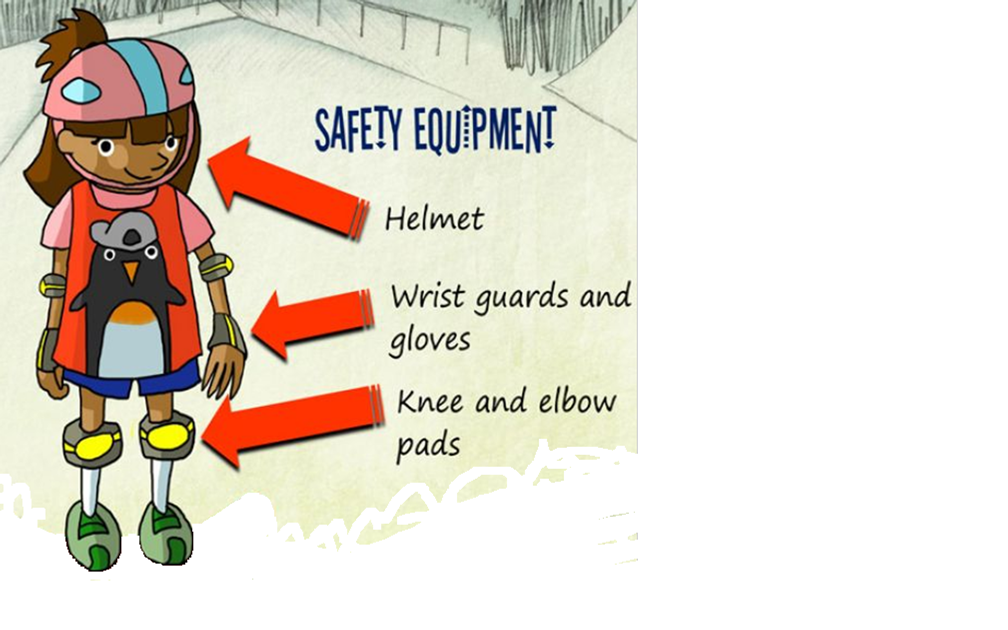 SAFETY EQUIPMENT
Helmet
Wrist guards and
gloves
Knee and elbow
pads